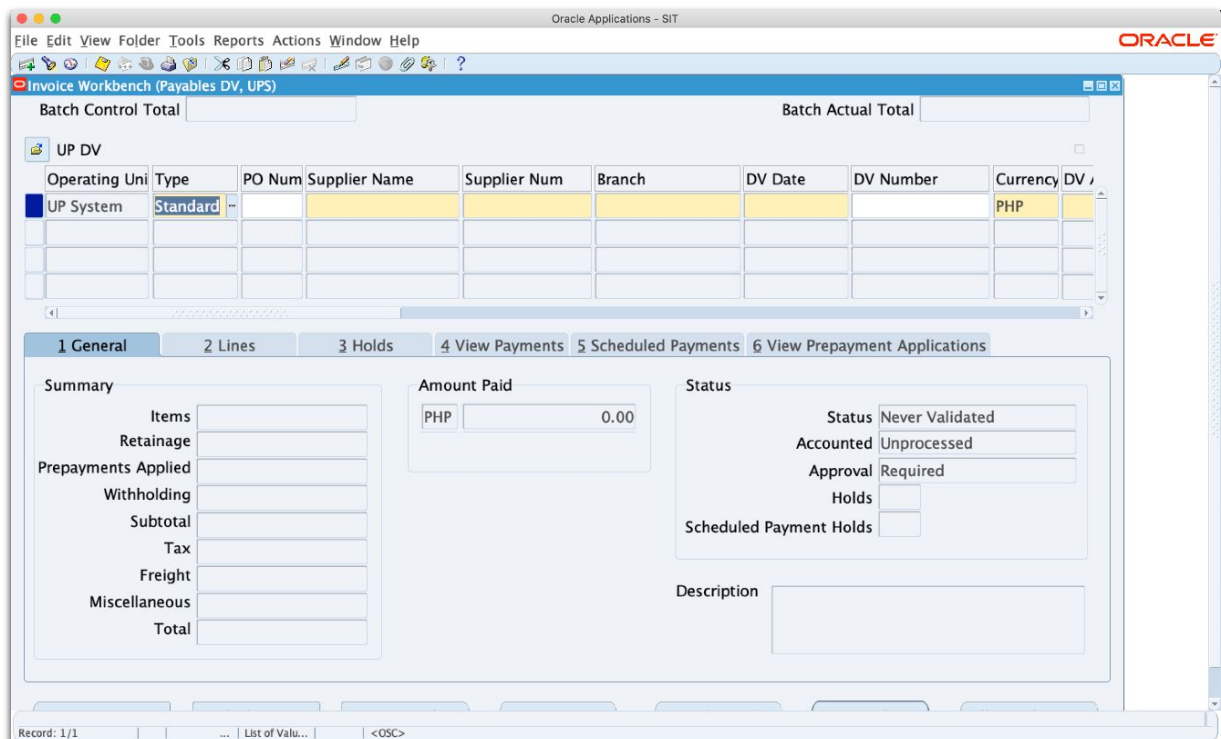 Oracle Applications - SIT
File Edit View Folder Tools Reports Actions Window Help
ORACLE
Invoice Workbench (Payables DV, UPS)
Batch Control Total Batch Actual Total
UP DV
Operating Uni Type PO Num Supplier Name Supplier Num Branch DV Date DV Number Currency DV
UP System Standard ... PHP
1 General 2 Lines 3 Holds 4 View Payments 5 Scheduled Payments 6 View Prepayment Applications
Summary Amount Paid Status
Items PHP 0.00 Status Never Validated
Retainage Accounted Unprocessed
Prepayments Applied Approval Required
Withholding Holds
Subtotal Scheduled Payment Holds
Tax
Freight
Miscellaneous Description
Total
Record: 1/1 ... List of Valu... <OSC>